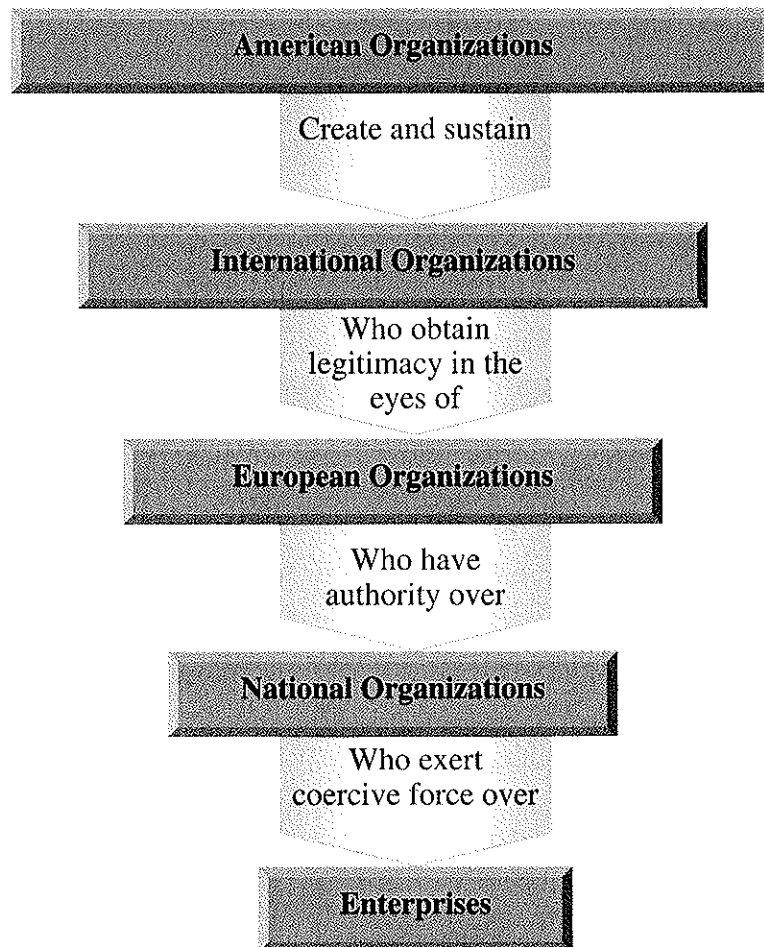 American Organizations
Create and sustain
International Organizations
Who obtain
legitimacy in the
eyes of
European Organizations
Who have
authority over
National Organizations
Who exert
coercive force over
Enterprises